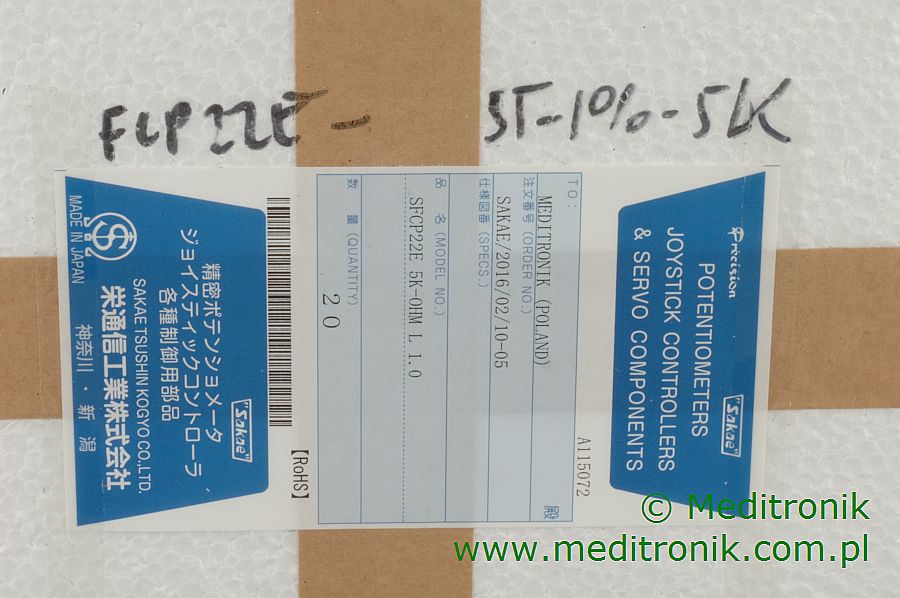 FCP22E - ST-1%-5K
Precision
POTENTIOMETERS
JOYSTICK CONTROLLERS
& SERVO COMPONENTS
"Sakae"
A115072
TO:
MEDITRONIK (POLAND)
殿
注文番号(ORDER NO.)
SAKAE/2016/02/10-05
仕様図番(SPECS.)
品 名(MODEL NO.)
SFCP22E 5K-OHM L 1.0
数 量(QUANTITY)
20
【RoHS】
"Sakae"
精密ポテンショメータ
ジョイスティックコントローラ
各種制御用部品
SAKAE TSUSHIN KOGYO CO.,LTD.
栄通信工業株式会社
神奈川・新潟
MADE IN JAPAN
© Meditronik
www.meditronik.com.pl